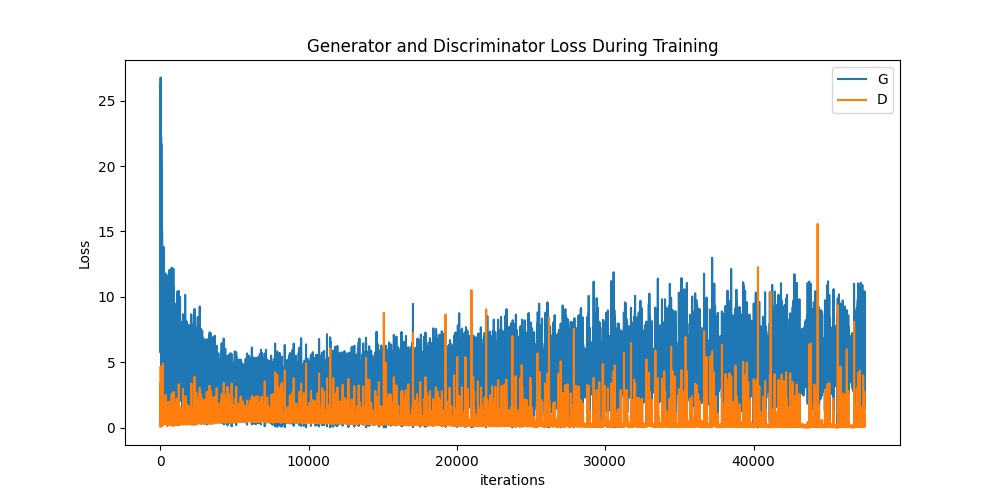 Generator and Discriminator Loss During Training
G
D
25
20
15
10
5
0
Loss
0 10000 20000 30000 40000
iterations